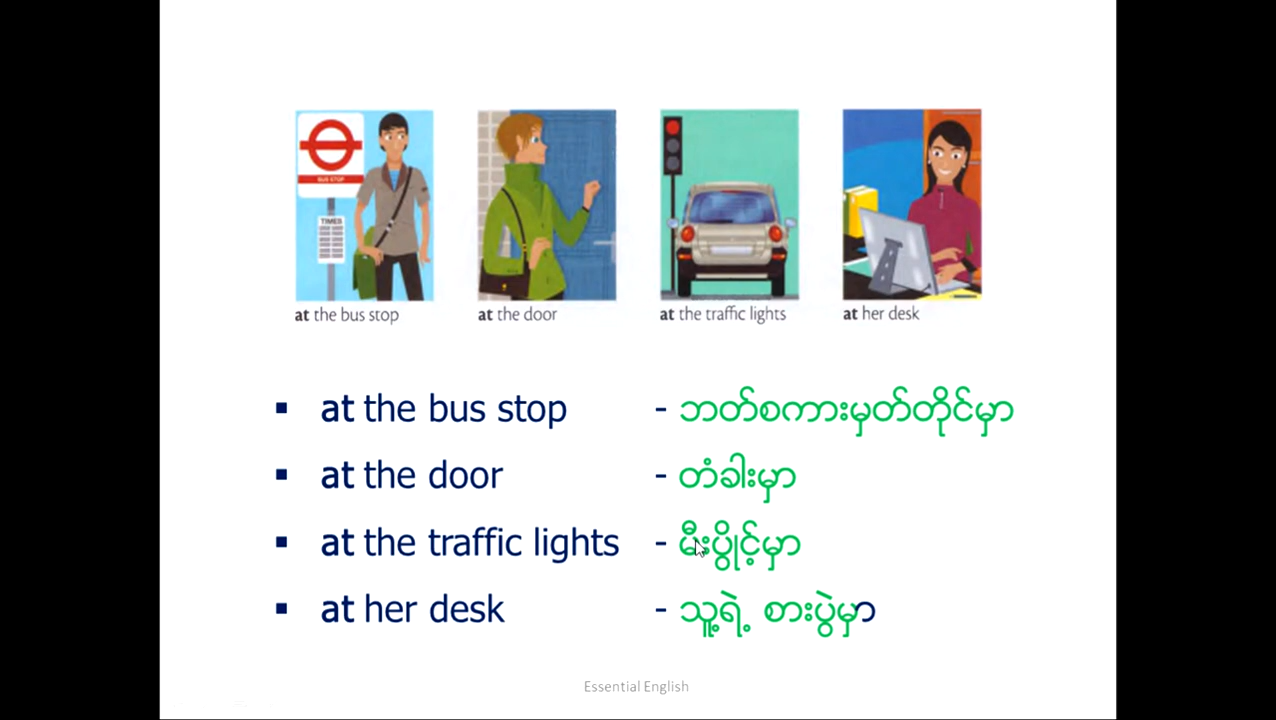 BUS STOP
TIMES
at the bus stop
at the door
at the traffic lights
at her desk
▪ at the bus stop - ဘတ်စကားမှတ်တိုင်မှာ
▪ at the door - တံခါးမှာ
▪ at the traffic lights - မီးပွိုင့်မှာ
▪ at her desk - သူ့ရဲ့ စားပွဲမှာ
Essential English